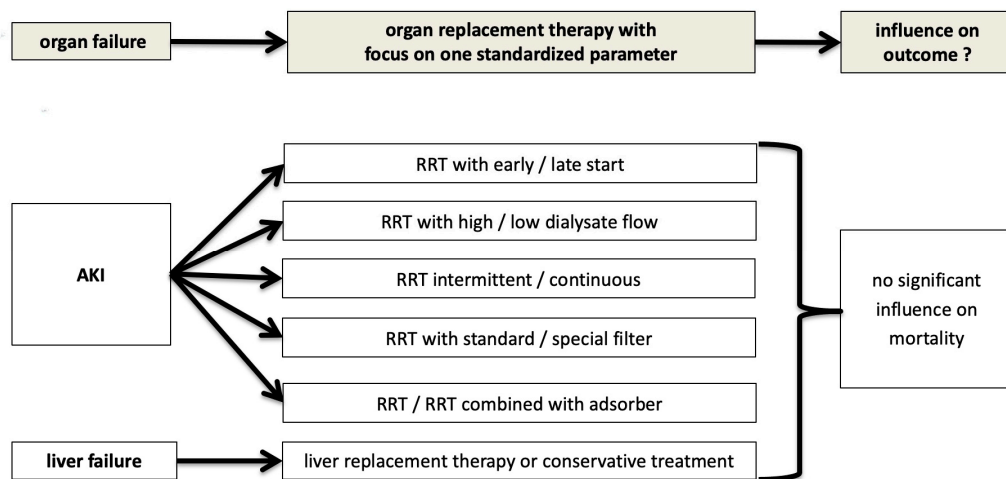 organ failure
organ replacement therapy with
focus on one standardized parameter
influence on
outcome ?
AKI
RRT with early / late start
RRT with high / low dialysate flow
RRT intermittent / continuous
RRT with standard / special filter
RRT / RRT combined with adsorber
liver failure
liver replacement therapy or conservative treatment
no significant
influence on
mortality